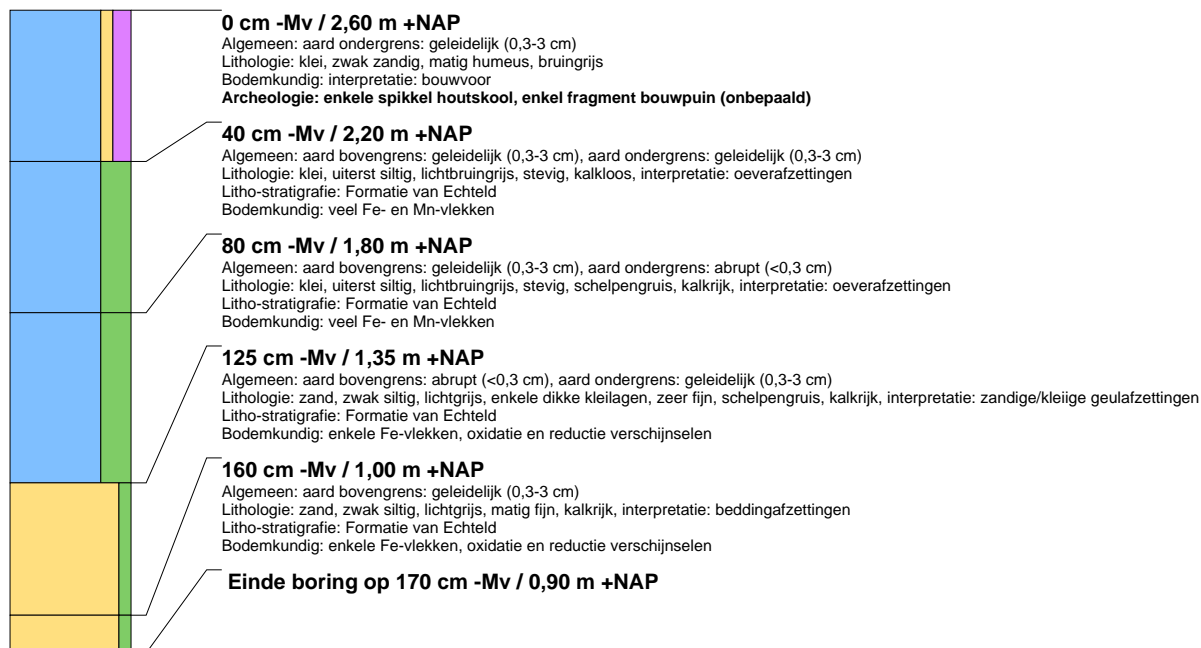 0 cm -Mv / 2,60 m +NAP
Algemeen: aard ondergrens: geleidelijk (0,3-3 cm)
Lithologie: klei, zwak zandig, matig humeus, bruingrijs
Bodemkundig: interpretatie: bouwvoor
Archeologie: enkele spikkel houtskool, enkel fragment bouwpuin (onbepaald)
40 cm -Mv / 2,20 m +NAP
Algemeen: aard bovengrens: geleidelijk (0,3-3 cm), aard ondergrens: geleidelijk (0,3-3 cm)
Lithologie: klei, uiterst siltig, lichtbruingrijs, stevig, kalkloos, interpretatie: oeverafzettingen
Litho-stratigrafie: Formatie van Echteld
Bodemkundig: veel Fe- en Mn-vlekken
80 cm -Mv / 1,80 m +NAP
Algemeen: aard bovengrens: geleidelijk (0,3-3 cm), aard ondergrens: abrupt (<0,3 cm)
Lithologie: klei, uiterst siltig, lichtbruingrijs, stevig, schelpengruis, kalkrijk, interpretatie: oeverafzettingen
Litho-stratigrafie: Formatie van Echteld
Bodemkundig: veel Fe- en Mn-vlekken
125 cm -Mv / 1,35 m +NAP
Algemeen: aard bovengrens: abrupt (<0,3 cm), aard ondergrens: geleidelijk (0,3-3 cm)
Lithologie: zand, zwak siltig, lichtgrijs, enkele dikke kleilagen, zeer fijn, schelpengruis, kalkrijk, interpretatie: zandige/kleiige geulafzettingen
Litho-stratigrafie: Formatie van Echteld
Bodemkundig: enkele Fe-vlekken, oxidatie en reductie verschijnselen
160 cm -Mv / 1,00 m +NAP
Algemeen: aard bovengrens: geleidelijk (0,3-3 cm)
Lithologie: zand, zwak siltig, lichtgrijs, matig fijn, kalkrijk, interpretatie: beddingafzettingen
Litho-stratigrafie: Formatie van Echteld
Bodemkundig: enkele Fe-vlekken, oxidatie en reductie verschijnselen
Einde boring op 170 cm -Mv / 0,90 m +NAP